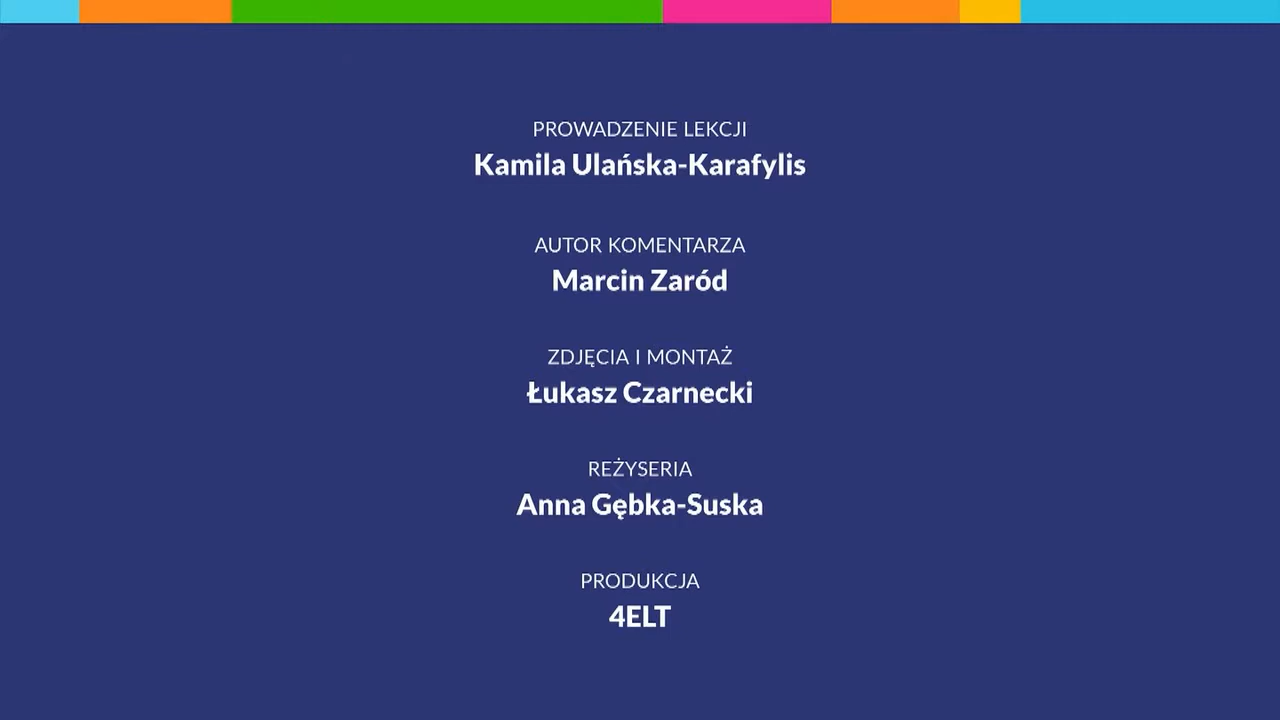 PROWADZENIE LEKCJI
Kamila Ulańska-Karafylis
AUTOR KOMENTARZA
Marcin Zaród
ZDJĘCIA I MONTAŻ
Łukasz Czarnecki
REŻYSERIA
Anna Gębka-Suska
PRODUKCJA
4ELT